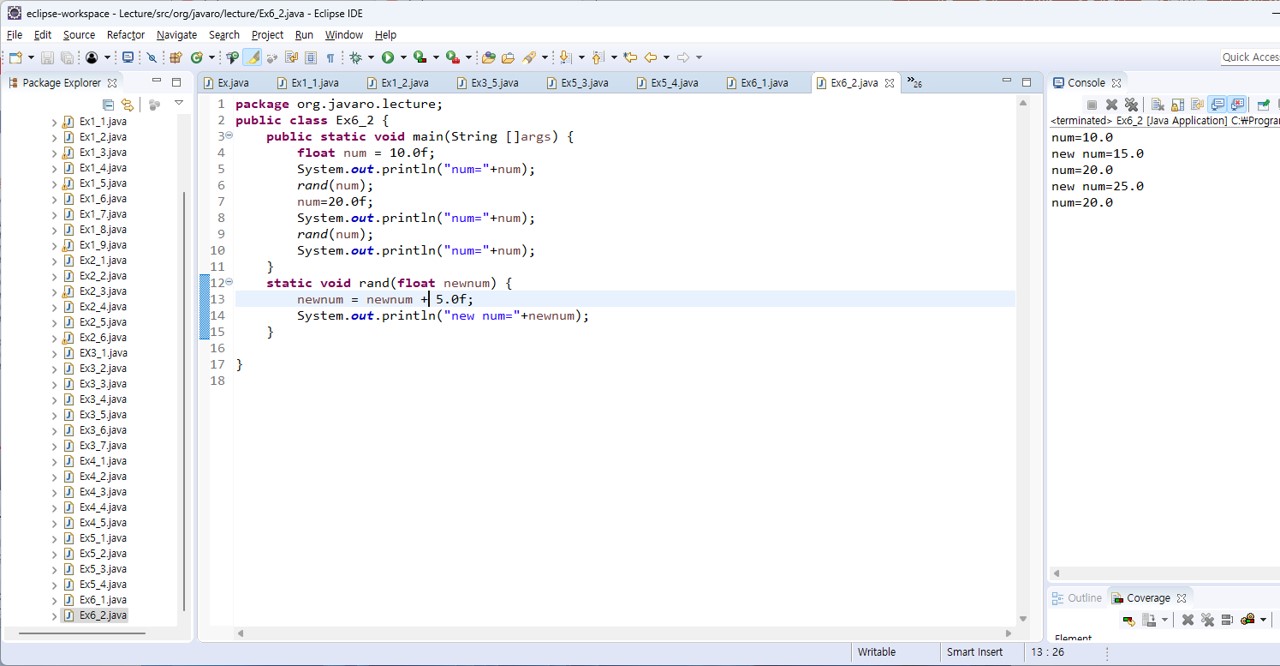 eclipse-workspace - Lecture/src/org/javaro/lecture/Ex6_2.java - Eclipse IDE
File Edit Source Refactor Navigate Search Project Run Window Help
Quick Acces
Package Explorer
Ex1_1.java
Ex1_2.java
Ex1_3.java
Ex1_4.java
Ex1_5.java
Ex1_6.java
Ex1_7.java
Ex1_8.java
Ex1_9.java
Ex2_1.java
Ex2_2.java
Ex2_3.java
Ex2_4.java
Ex2_5.java
Ex2_6.java
EX3_1.java
Ex3_2.java
Ex3_3.java
Ex3_4.java
Ex3_5.java
Ex3_6.java
Ex3_7.java
Ex4_1.java
Ex4_2.java
Ex4_3.java
Ex4_4.java
Ex4_5.java
Ex5_1.java
Ex5_2.java
Ex5_3.java
Ex5_4.java
Ex6_1.java
Ex6_2.java
Ex.java Ex1_1.java Ex1_2.java Ex3_5.java Ex5_3.java Ex5_4.java Ex6_1.java Ex6_2.java »26
1 package org.javaro.lecture;
2 public class Ex6_2 {
3 public static void main(String []args) {
4 float num = 10.0f;
5 System.out.println("num="+num);
6 rand(num);
7 num=20.0f;
8 System.out.println("num="+num);
9 rand(num);
10 System.out.println("num="+num);
11 }
12 static void rand(float newnum) {
13 newnum = newnum + 5.0f;
14 System.out.println("new num="+newnum);
15 }
16
17 }
18
Console
<terminated> Ex6_2 [Java Application] C:₩Progran
num=10.0
new num=15.0
num=20.0
new num=25.0
num=20.0
Outline Coverage
Element
Writable Smart Insert 13 : 26